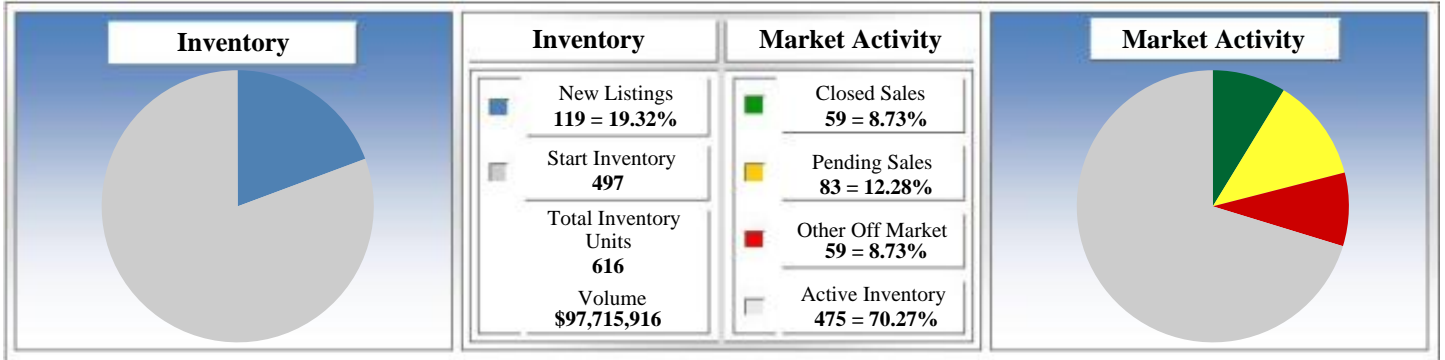 Inventory
Inventory
Market Activity
New Listings
119 = 19.32%
Start Inventory
497
Total Inventory
Units
616
Volume
$97,715,916
Closed Sales
59 = 8.73%
Pending Sales
83 = 12.28%
Other Off Market
59 = 8.73%
Active Inventory
475 = 70.27%
Market Activity